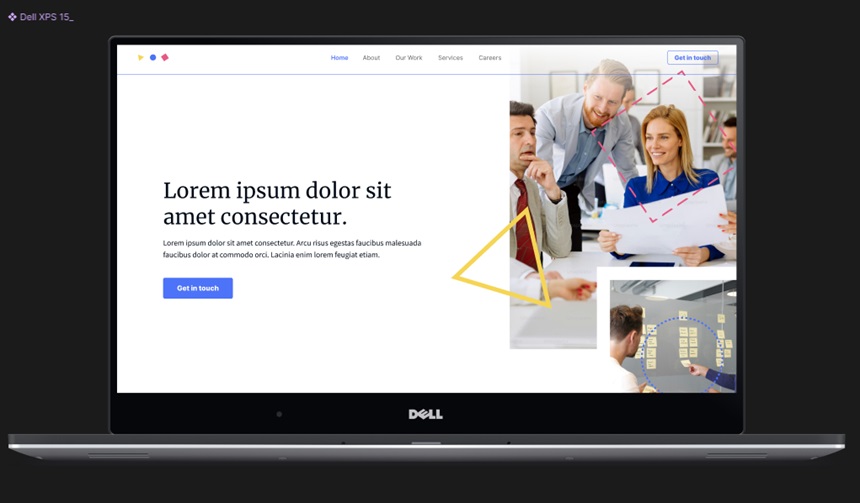 Dell XPS 15_
Home About Our Work Services Careers Get in touch
Lorem ipsum dolor sit
amet consectetur.
Lorem ipsum dolor sit amet consectetur. Arcu risus egestas faucibus malesuada
faucibus dolor at commodo orci. Lacinia enim lorem feugiat etiam.
Get in touch
DELL